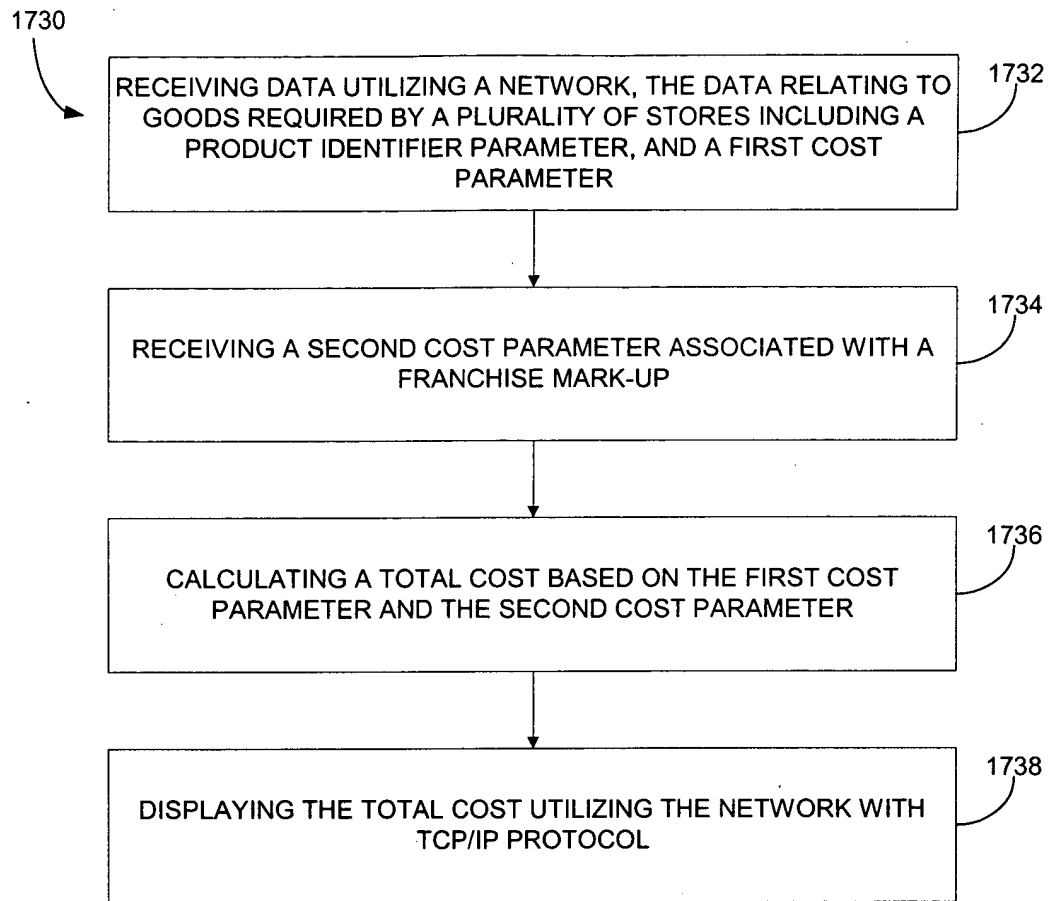 1730
RECEIVING DATA UTILIZING A NETWORK, THE DATA RELATING TO
GOODS REQUIRED BY A PLURALITY OF STORES INCLUDING A
PRODUCT IDENTIFIER PARAMETER, AND A FIRST COST
PARAMETER
1732
RECEIVING A SECOND COST PARAMETER ASSOCIATED WITH A
FRANCHISE MARK-UP
1734
CALCULATING A TOTAL COST BASED ON THE FIRST COST
PARAMETER AND THE SECOND COST PARAMETER
1736
DISPLAYING THE TOTAL COST UTILIZING THE NETWORK WITH
TCP/IP PROTOCOL
1738